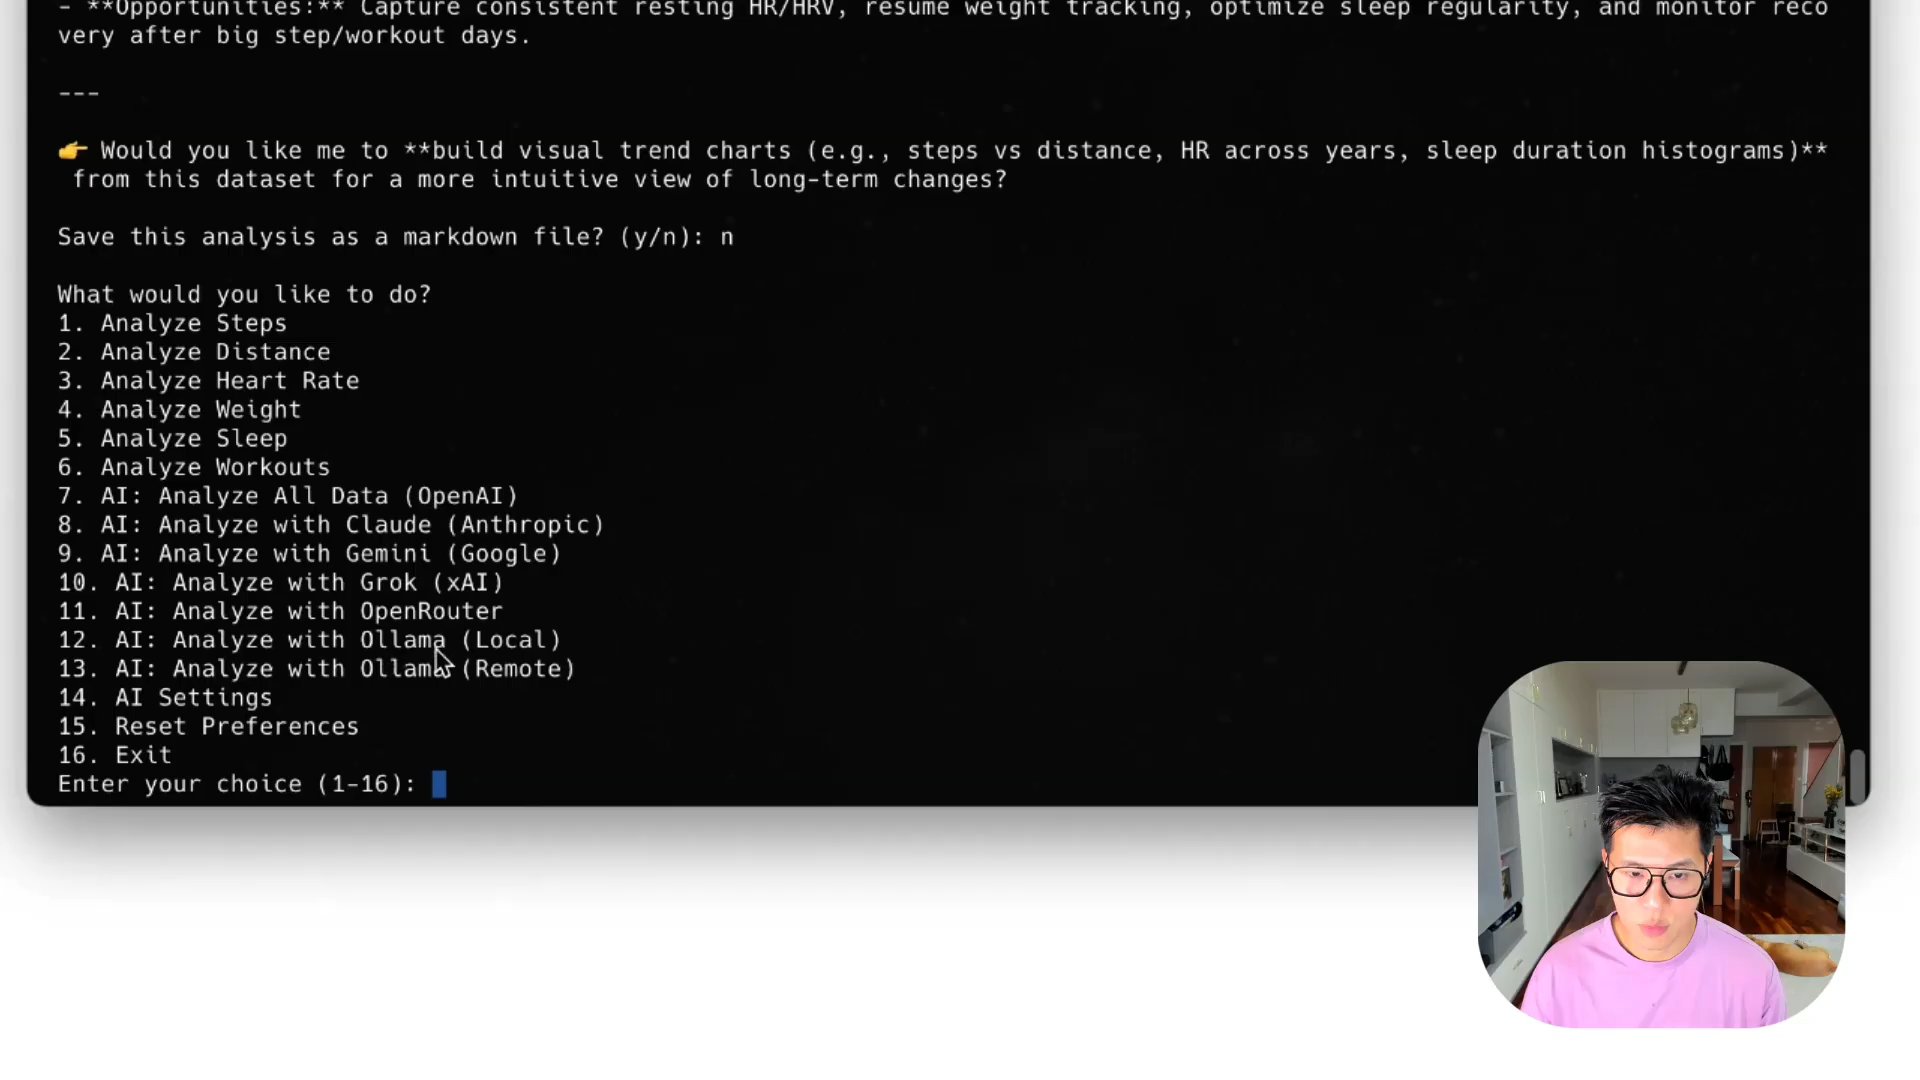 - **Opportunities:** Capture consistent resting HR/HRV, resume weight tracking, optimize sleep regularity, and monitor reco
very after big step/workout days.
---
👉 Would you like me to **build visual trend charts (e.g., steps vs distance, HR across years, sleep duration histograms)**
from this dataset for a more intuitive view of long-term changes?
Save this analysis as a markdown file? (y/n): n
What would you like to do?
1. Analyze Steps
2. Analyze Distance
3. Analyze Heart Rate
4. Analyze Weight
5. Analyze Sleep
6. Analyze Workouts
7. AI: Analyze All Data (OpenAI)
8. AI: Analyze with Claude (Anthropic)
9. AI: Analyze with Gemini (Google)
10. AI: Analyze with Grok (xAI)
11. AI: Analyze with OpenRouter
12. AI: Analyze with Ollama (Local)
13. AI: Analyze with Ollama (Remote)
14. AI Settings
15. Reset Preferences
16. Exit
Enter your choice (1-16):